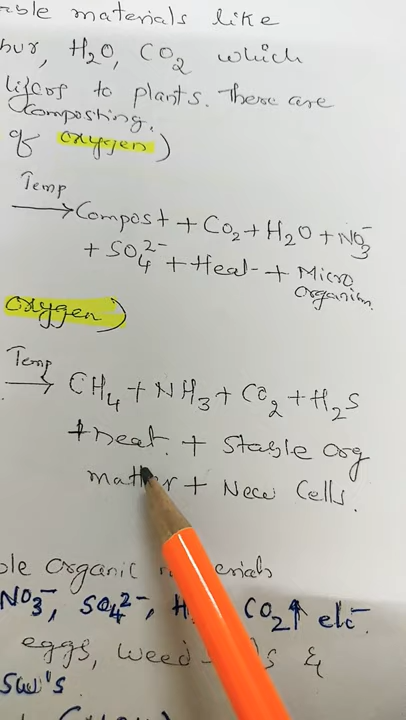 able materials like
bur, H2O, CO2 which
lizers to plants. There are
Composting.
of oxygen)
Temp
→ Compost + CO2 + H2O + NO3-
+ SO4 2- + Heat + Micro
organism.
oxygen)
Temp
→ CH4 + NH3 + CO2 + H2S
+ heat. + Stable org
matter + New Cells.
ble organic materials
NO3-, SO4 2-, CO2↑ etc.
eggs, weed &
SW's.